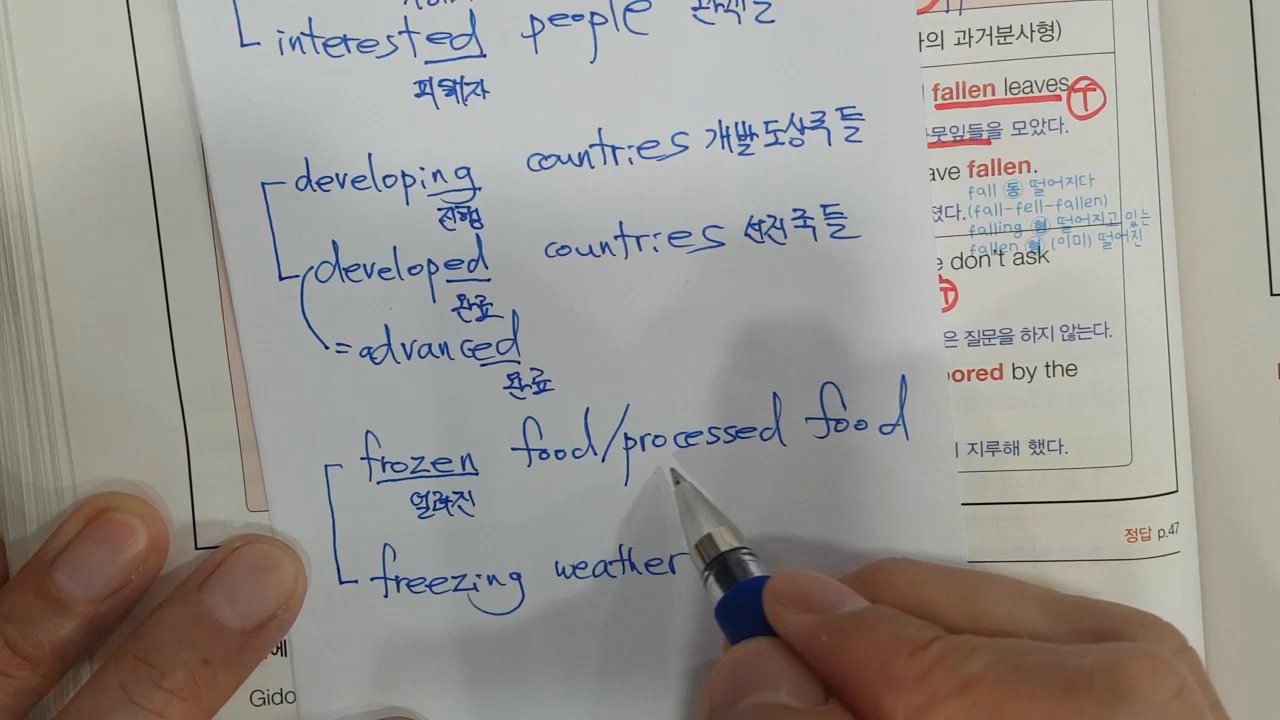 interested people
피해자
developing countries 개발도상국들
진행
developed countries 선진국들
완료
= advanced
완료
frozen food/processed food
얼려진
freezing weather
의 과거분사형)
fallen leaves T
뭇잎들을 모았다.
ave fallen.
fall 동 떨어지다
졌다. (fall-fell-fallen)
falling 형 떨어지고 있는
fallen 형 (이미) 떨어진
e don't ask
T
은 질문을 하지 않는다.
bored by the
지루해 했다.
정답 p.47
에
Gido